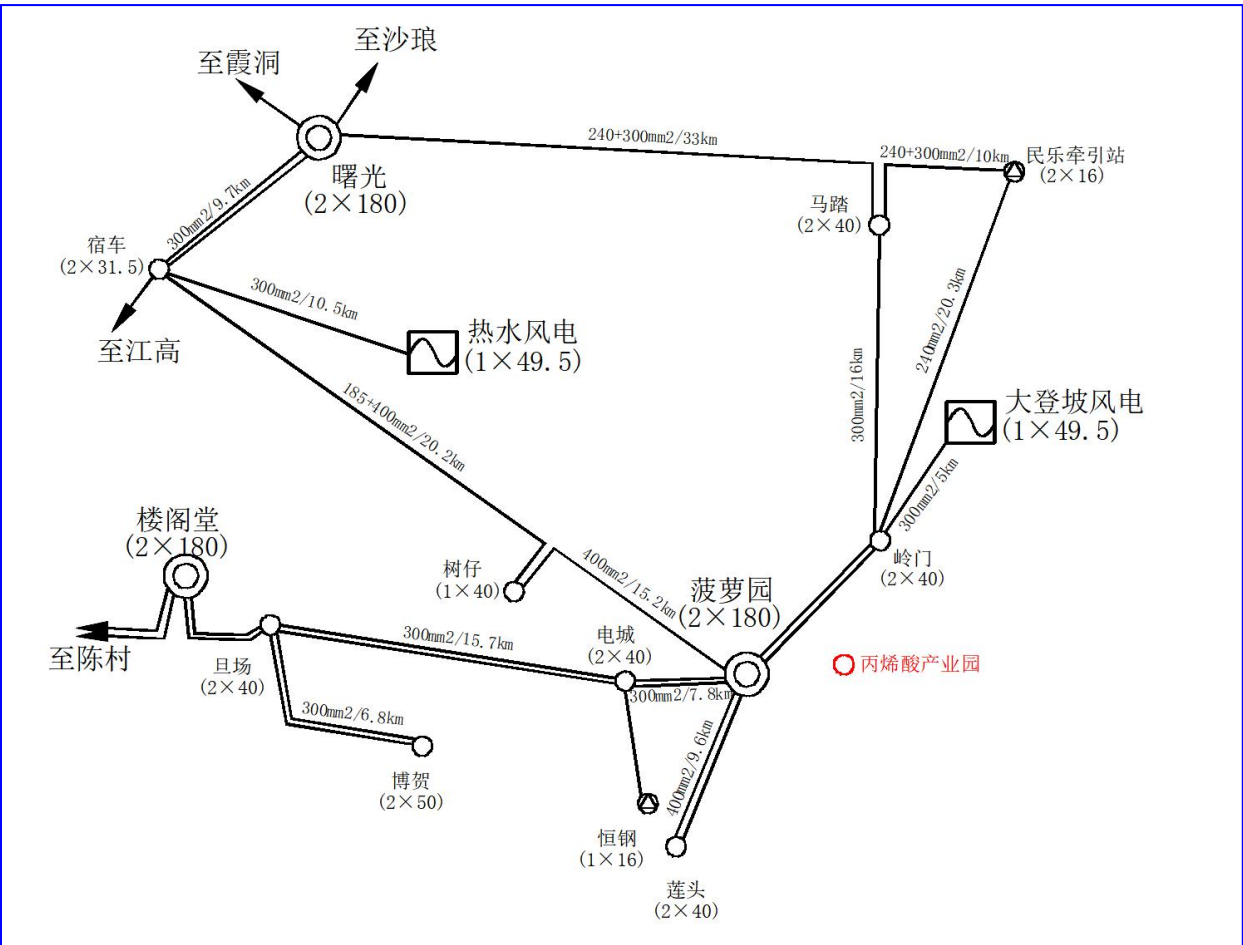 至沙琅
至霞洞
240+300mm2/33km
240+300mm2/10km
民乐牵引站
(2×16)
曙光
(2×180)
300mm2/9.7km
马踏
(2×40)
宿车
(2×31.5)
300mm2/10.5km
240mm2/20.3km
至江高
热水风电
(1×49.5)
300mm2/16km
185+400mm2/20.2km
大登坡风电
(1×49.5)
300mm2/5km
楼阁堂
(2×180)
岭门
(2×40)
树仔
(1×40)
400mm2/15.2km
菠萝园
(2×180)
300mm2/15.7km
电城
(2×40)
至陈村
旦场
(2×40)
丙烯酸产业园
300mm2/7.8km
300mm2/6.8km
400mm2/9.6km
博贺
(2×50)
恒钢
(1×16)
莲头
(2×40)